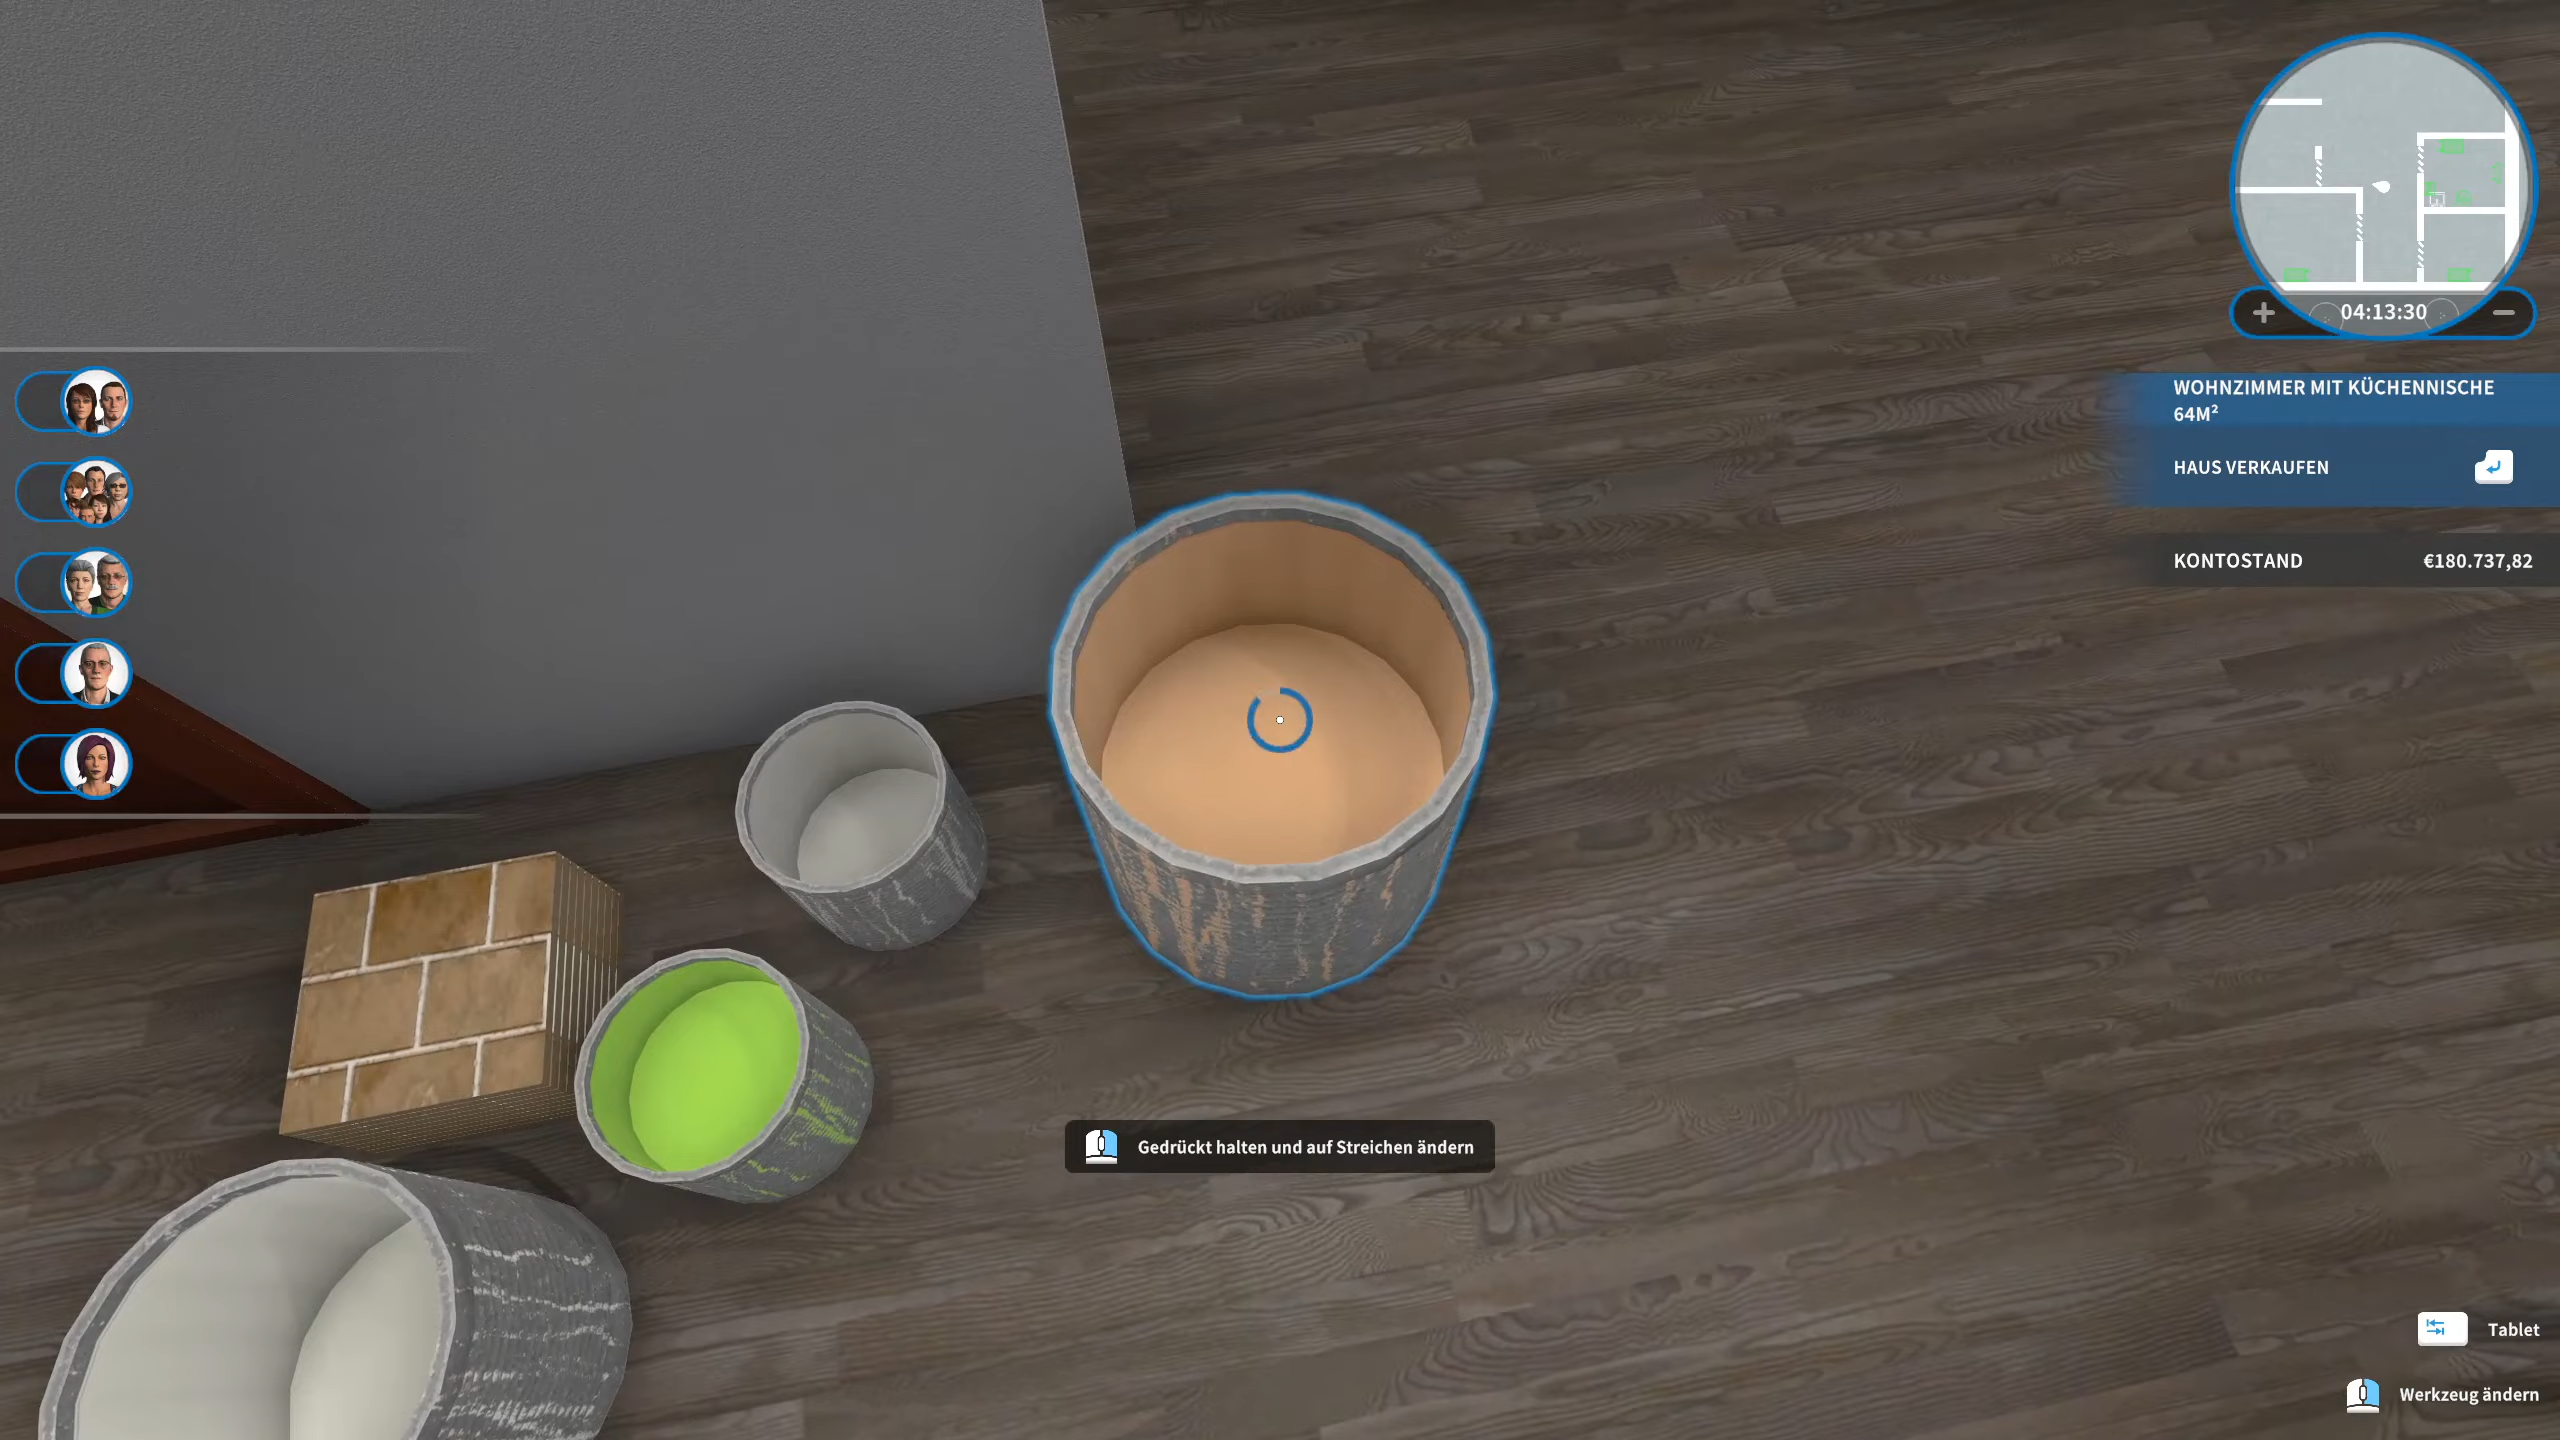 04:13:30
WOHNZIMMER MIT KÜCHENNISCHE
64M²
HAUS VERKAUFEN
KONTOSTAND €180.737,82
Gedrückt halten und auf Streichen ändern
Tablet
Werkzeug ändern